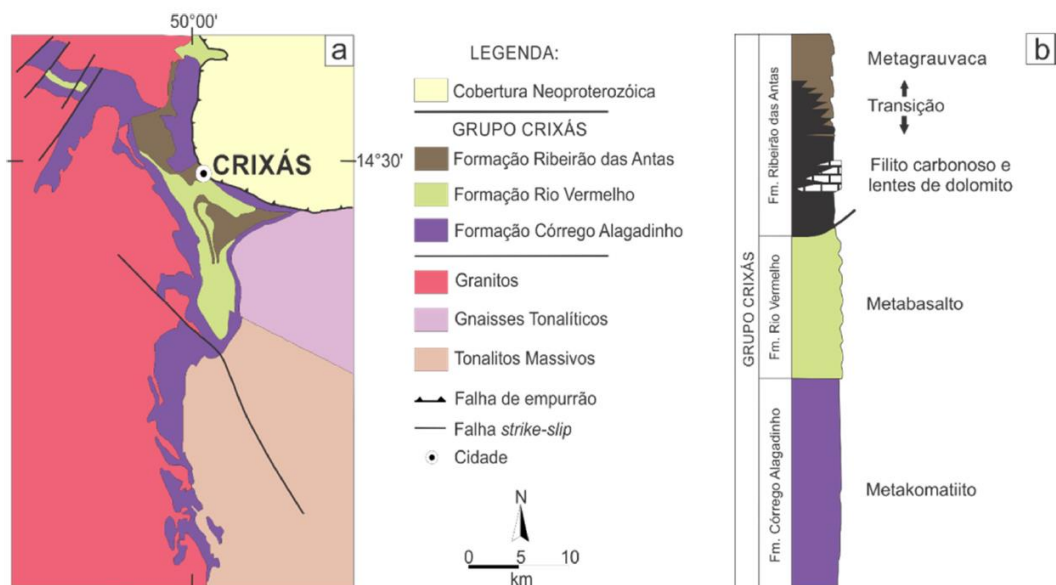 50°00'
a
CRIXÁS
14°30'
LEGENDA:
Cobertura Neoproterozóica
GRUPO CRIXÁS
Formação Ribeirão das Antas
Formação Rio Vermelho
Formação Córrego Alagadinho
Granitos
Gnaisses Tonalíticos
Tonalitos Massivos
Falha de empurrão
Falha strike-slip
Cidade
N
0 5 10
km
b
GRUPO CRIXÁS
Fm. Ribeirão das Antas
Fm. Rio Vermelho
Fm. Córrego Alagadinho
Metagrauvaca
Transição
Filito carbonoso e
lentes de dolomito
Metabasalto
Metakomatiito